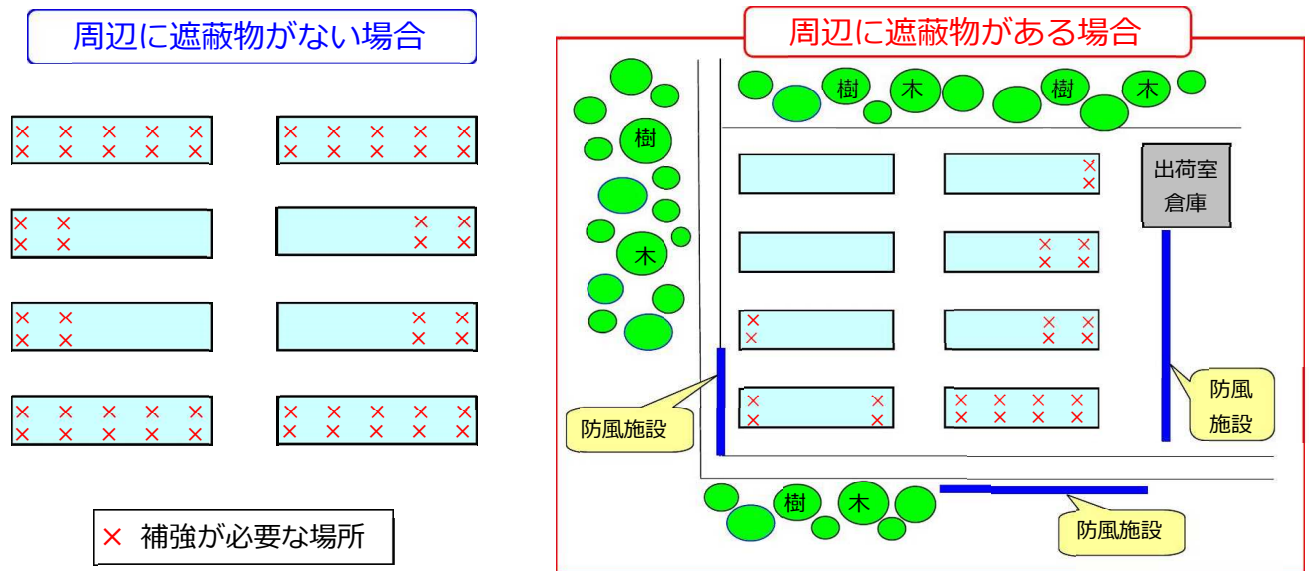 周辺に遮蔽物がない場合
× 補強が必要な場所
周辺に遮蔽物がある場合
樹 木 樹 木
樹
木
出荷室
倉庫
防風施設
防風
施設
樹 木
防風施設